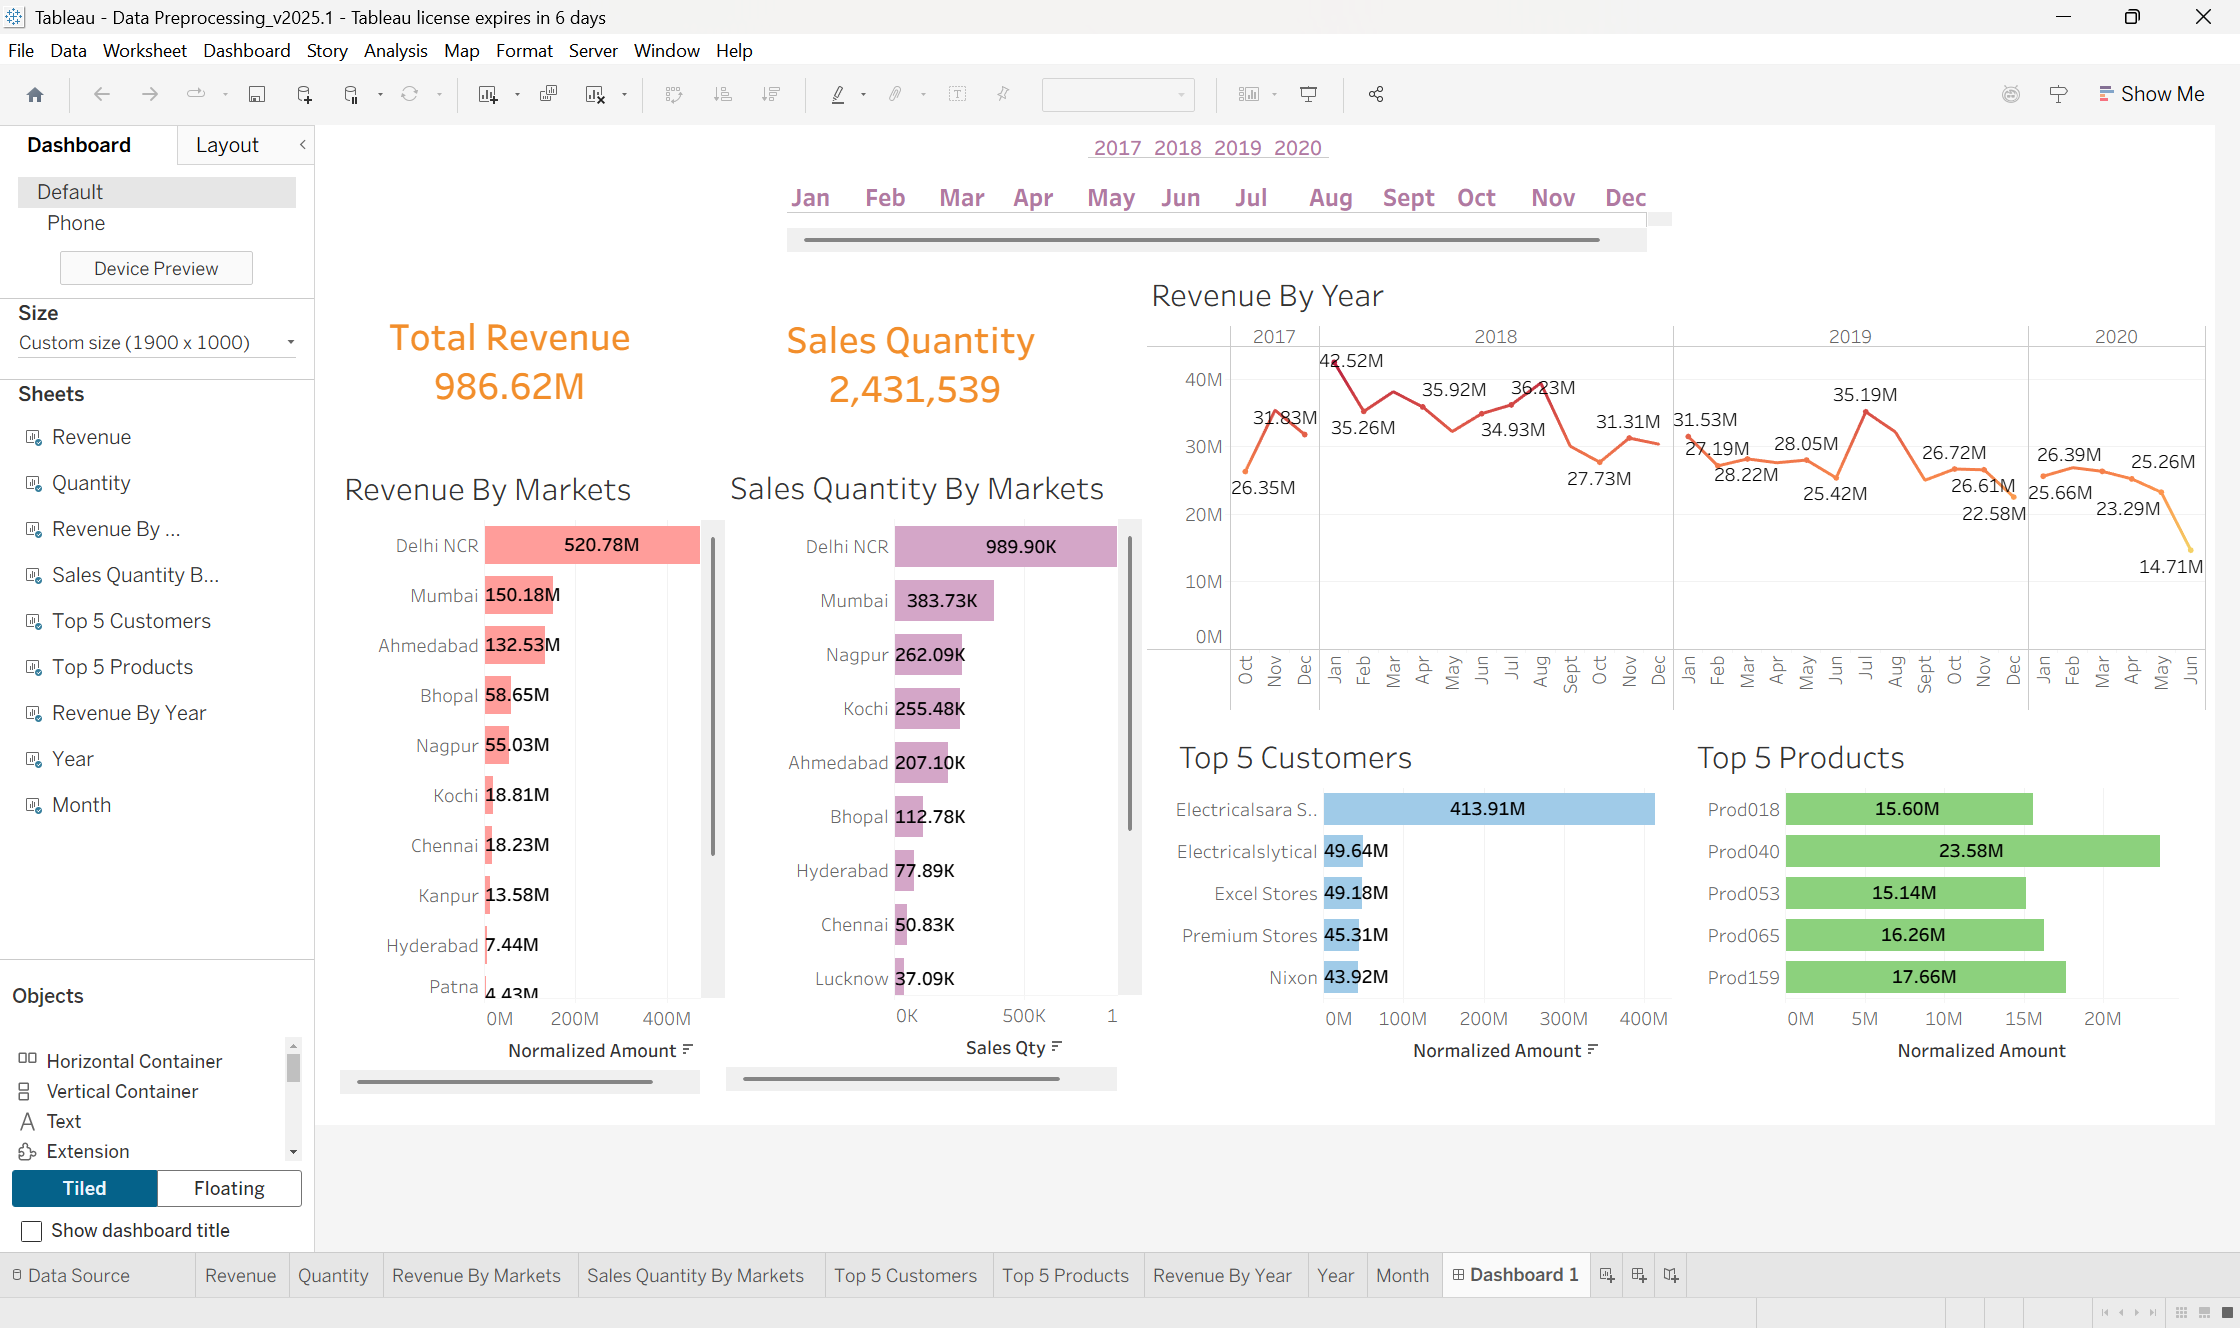 Tableau - Data Preprocessing_v2025.1 - Tableau license expires in 6 days
File Data Worksheet Dashboard Story Analysis Map Format Server Window Help
Show Me
Dashboard Layout
Default
Phone
Device Preview
Size
Custom size (1900 x 1000)
Sheets
Revenue
Quantity
Revenue By ...
Sales Quantity B...
Top 5 Customers
Top 5 Products
Revenue By Year
Year
Month
Objects
Horizontal Container
Vertical Container
Text
Extension
Tiled Floating
Show dashboard title
2017 2018 2019 2020
Jan Feb Mar Apr May Jun Jul Aug Sept Oct Nov Dec
Total Revenue
986.62M
Sales Quantity
2,431,539
Revenue By Markets
Delhi NCR 520.78M
Mumbai 150.18M
Ahmedabad 132.53M
Bhopal 58.65M
Nagpur 55.03M
Kochi 18.81M
Chennai 18.23M
Kanpur 13.58M
Hyderabad 7.44M
Patna 4.43M
0M 200M 400M
Normalized Amount
Sales Quantity By Markets
Delhi NCR 989.90K
Mumbai 383.73K
Nagpur 262.09K
Kochi 255.48K
Ahmedabad 207.10K
Bhopal 112.78K
Hyderabad 77.89K
Chennai 50.83K
Lucknow 37.09K
0K 500K 1
Sales Qty
Revenue By Year
2017 2018 2019 2020
40M
30M
20M
10M
0M
26.35M 31.83M
42.52M 35.26M 35.92M 34.93M 36.23M 27.73M 31.31M
31.53M 27.19M 28.22M 28.05M 25.42M 35.19M 26.72M 26.61M 22.58M
25.66M 26.39M 23.29M 25.26M 14.71M
Oct Nov Dec Jan Feb Mar Apr May Jun Jul Aug Sept Oct Nov Dec Jan Feb Mar Apr May Jun Jul Aug Sept Oct Nov Dec Jan Feb Mar Apr May Jun
Top 5 Customers
Electricalsara S.. 413.91M
Electricalslytical 49.64M
Excel Stores 49.18M
Premium Stores 45.31M
Nixon 43.92M
0M 100M 200M 300M 400M
Normalized Amount
Top 5 Products
Prod018 15.60M
Prod040 23.58M
Prod053 15.14M
Prod065 16.26M
Prod159 17.66M
0M 5M 10M 15M 20M
Normalized Amount
Data Source Revenue Quantity Revenue By Markets Sales Quantity By Markets Top 5 Customers Top 5 Products Revenue By Year Year Month Dashboard 1